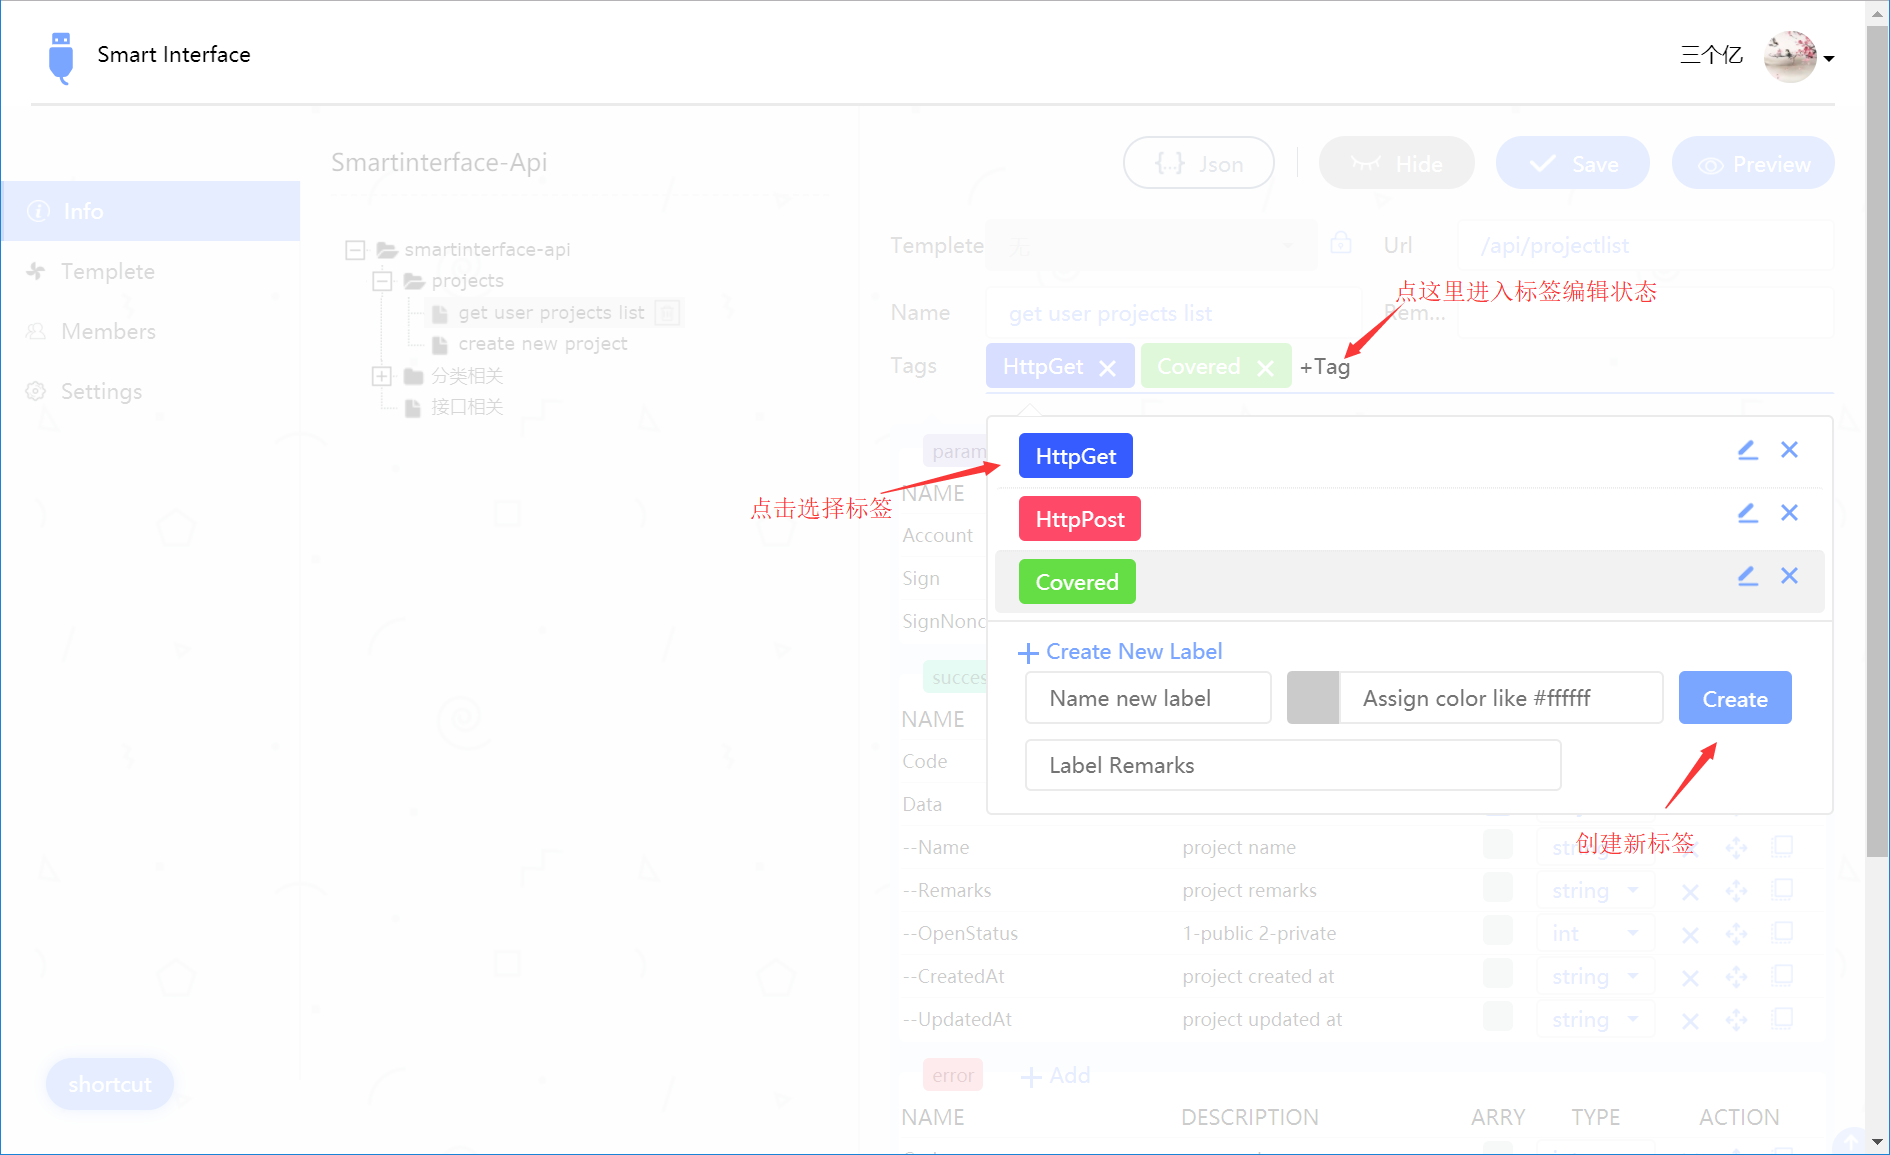 Smart Interface
三个亿
Smartinterface-Api
{...} Json
Hide
Save
Preview
Info
Templete
Members
Settings
smartinterface-api
projects
get user projects list
create new project
分类相关
接口相关
Templete
无
Url
/api/projectlist
点这里进入标签编辑状态
Name
get user projects list
Rem...
Tags
HttpGet
Covered
+Tag
param
HttpGet
点击选择标签
NAME
HttpPost
Account
Sign
Covered
SignNonc
Create New Label
succes
Name new label
Assign color like #ffffff
Create
NAME
Code
Label Remarks
Data
创建新标签
--Name
project name
--Remarks
project remarks
string
--OpenStatus
1-public 2-private
int
--CreatedAt
project created at
string
--UpdatedAt
project updated at
string
shortcut
error
Add
NAME
DESCRIPTION
ARRY
TYPE
ACTION